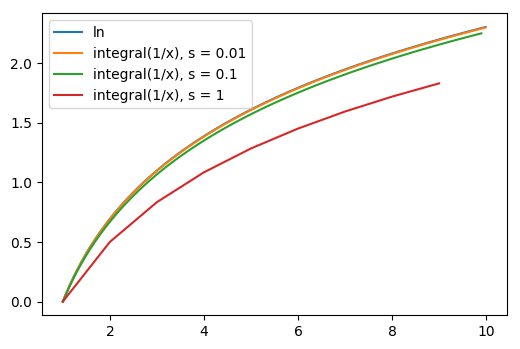 ln
integral(1/x), s = 0.01
integral(1/x), s = 0.1
integral(1/x), s = 1
2.0
1.5
1.0
0.5
0.0
2 4 6 8 10